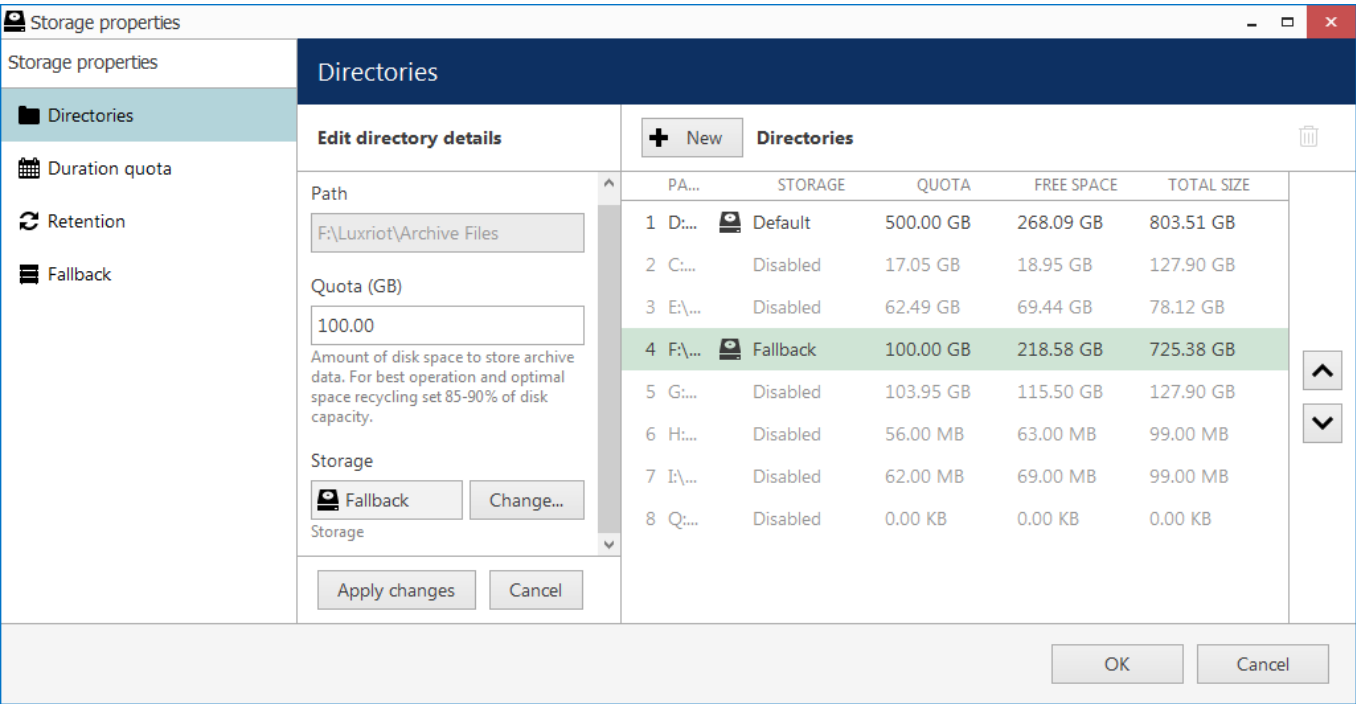 Storage properties
Storage properties
Directories
Duration quota
Retention
Fallback
Directories
Edit directory details
Path
F:\Luxriot\Archive Files
Quota (GB)
100.00
Amount of disk space to store archive
data. For best operation and optimal
space recycling set 85-90% of disk
capacity.
Storage
Fallback Change...
Storage
Apply changes Cancel
New Directories
PA... STORAGE QUOTA FREE SPACE TOTAL SIZE
1 D:... Default 500.00 GB 268.09 GB 803.51 GB
2 C:... Disabled 17.05 GB 18.95 GB 127.90 GB
3 E:\... Disabled 62.49 GB 69.44 GB 78.12 GB
4 F:\... Fallback 100.00 GB 218.58 GB 725.38 GB
5 G:... Disabled 103.95 GB 115.50 GB 127.90 GB
6 H:... Disabled 56.00 MB 63.00 MB 99.00 MB
7 I:\... Disabled 62.00 MB 69.00 MB 99.00 MB
8 Q:... Disabled 0.00 KB 0.00 KB 0.00 KB
OK Cancel